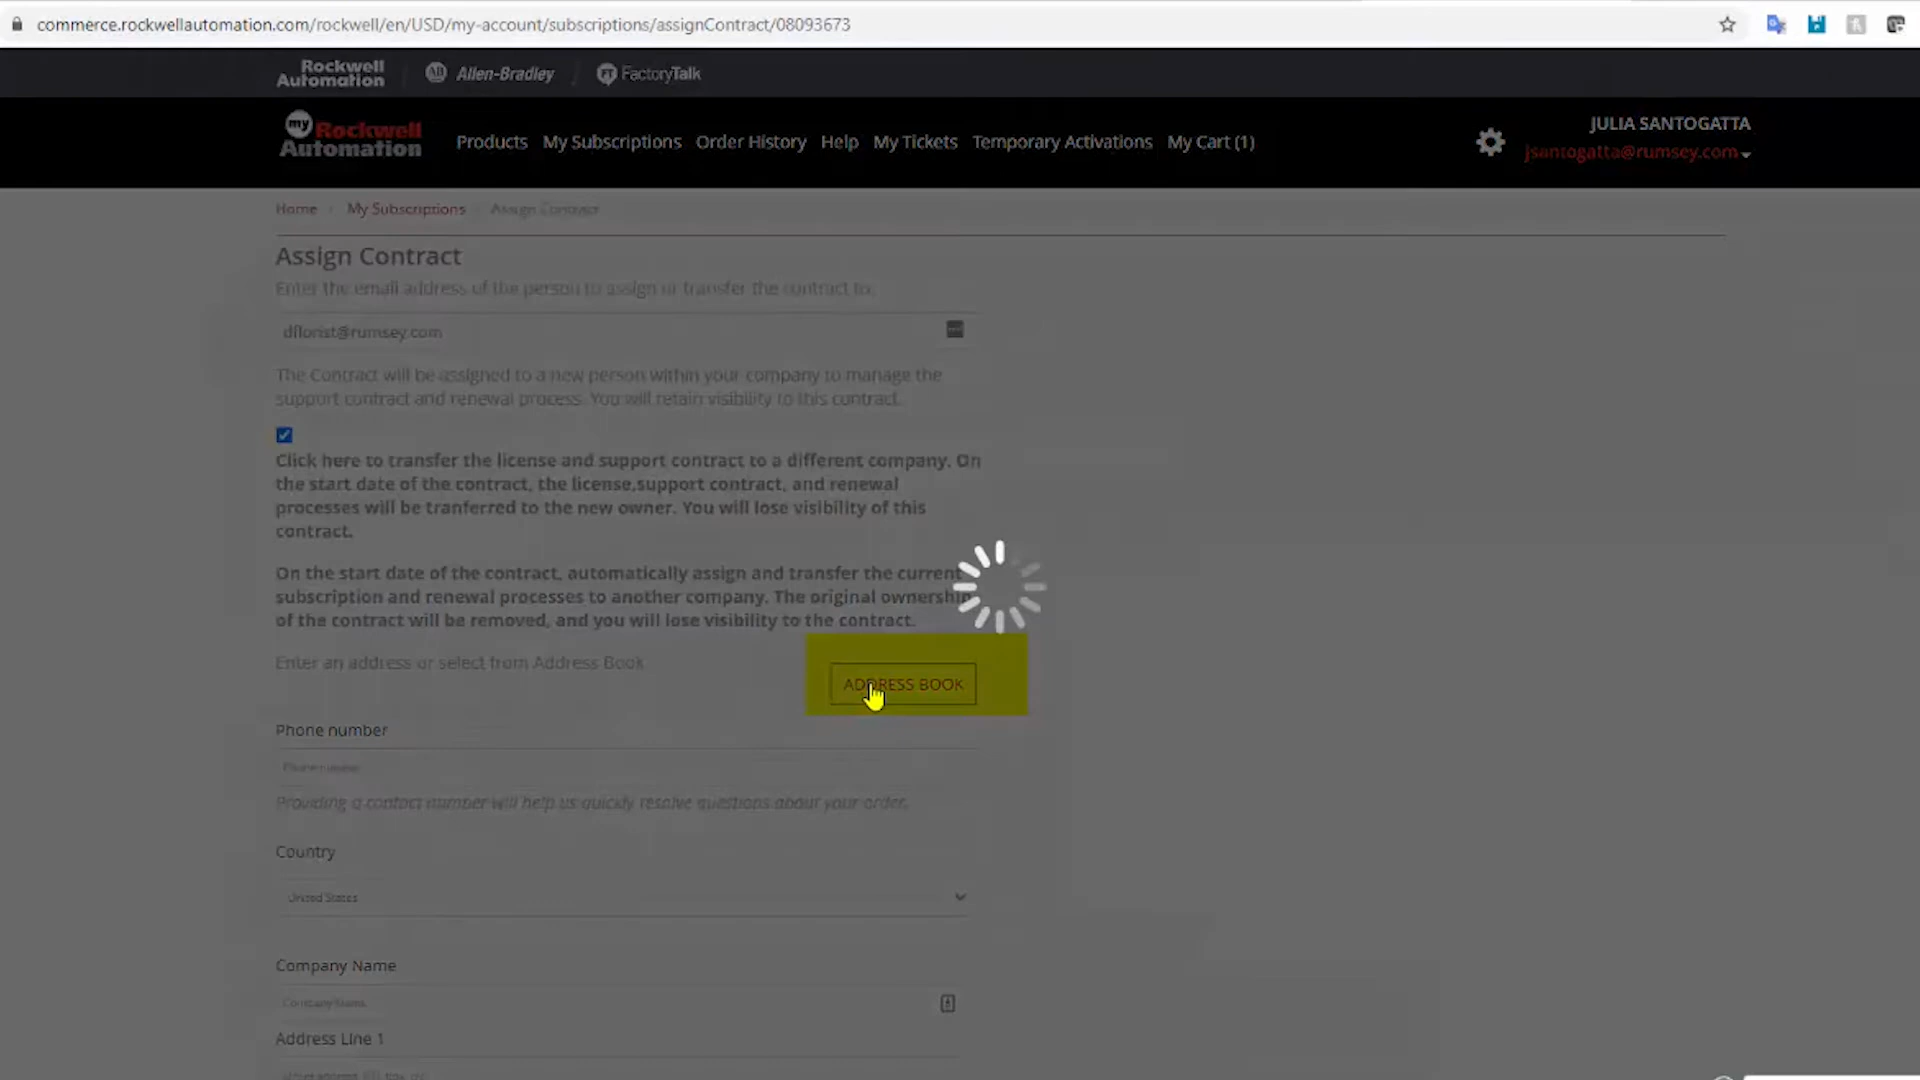 commerce.rockwellautomation.com/rockwell/en/USD/my-account/subscriptions/assignContract/08093673
Rockwell
Automation
Allen-Bradley
FactoryTalk
my Rockwell
Automation
Products My Subscriptions Order History Help My Tickets Temporary Activations My Cart (1)
JULIA SANTOGATTA
jsantogatta@rumsey.com
Home / My Subscriptions / Assign Contract
Assign Contract
Enter the email address of the person to assign or transfer the contract to:
dflorist@rumsey.com
The Contract will be assigned to a new person within your company to manage the
support contract and renewal process. You will retain visibility to this contract.
Click here to transfer the license and support contract to a different company. On
the start date of the contract, the license,support contract, and renewal
processes will be tranferred to the new owner. You will lose visibility of this
contract.
On the start date of the contract, automatically assign and transfer the current
subscription and renewal processes to another company. The original ownership
of the contract will be removed, and you will lose visibility to the contract.
Enter an address or select from Address Book
ADDRESS BOOK
Phone number
Phone number
Providing a contact number will help us quickly resolve questions about your order.
Country
United States
Company Name
Company Name
Address Line 1